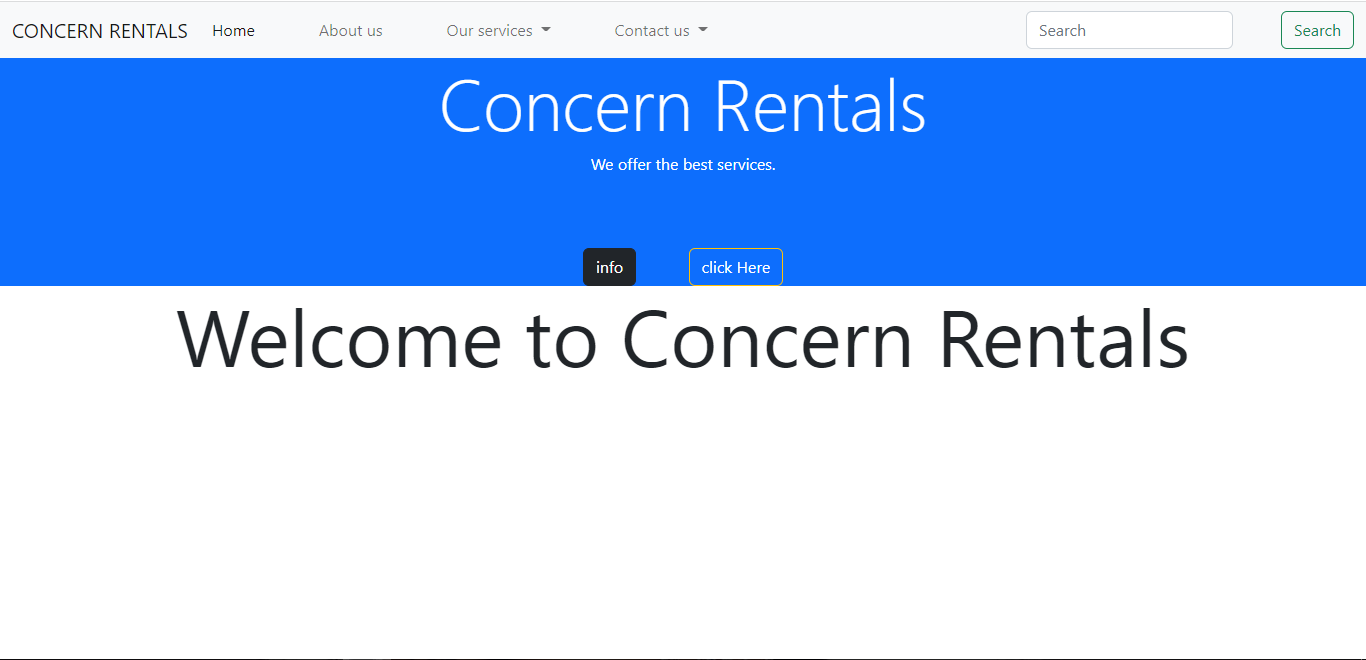 CONCERN RENTALS Home About us Our services Contact us Search Search
Concern Rentals
We offer the best services.
info click Here
Welcome to Concern Rentals